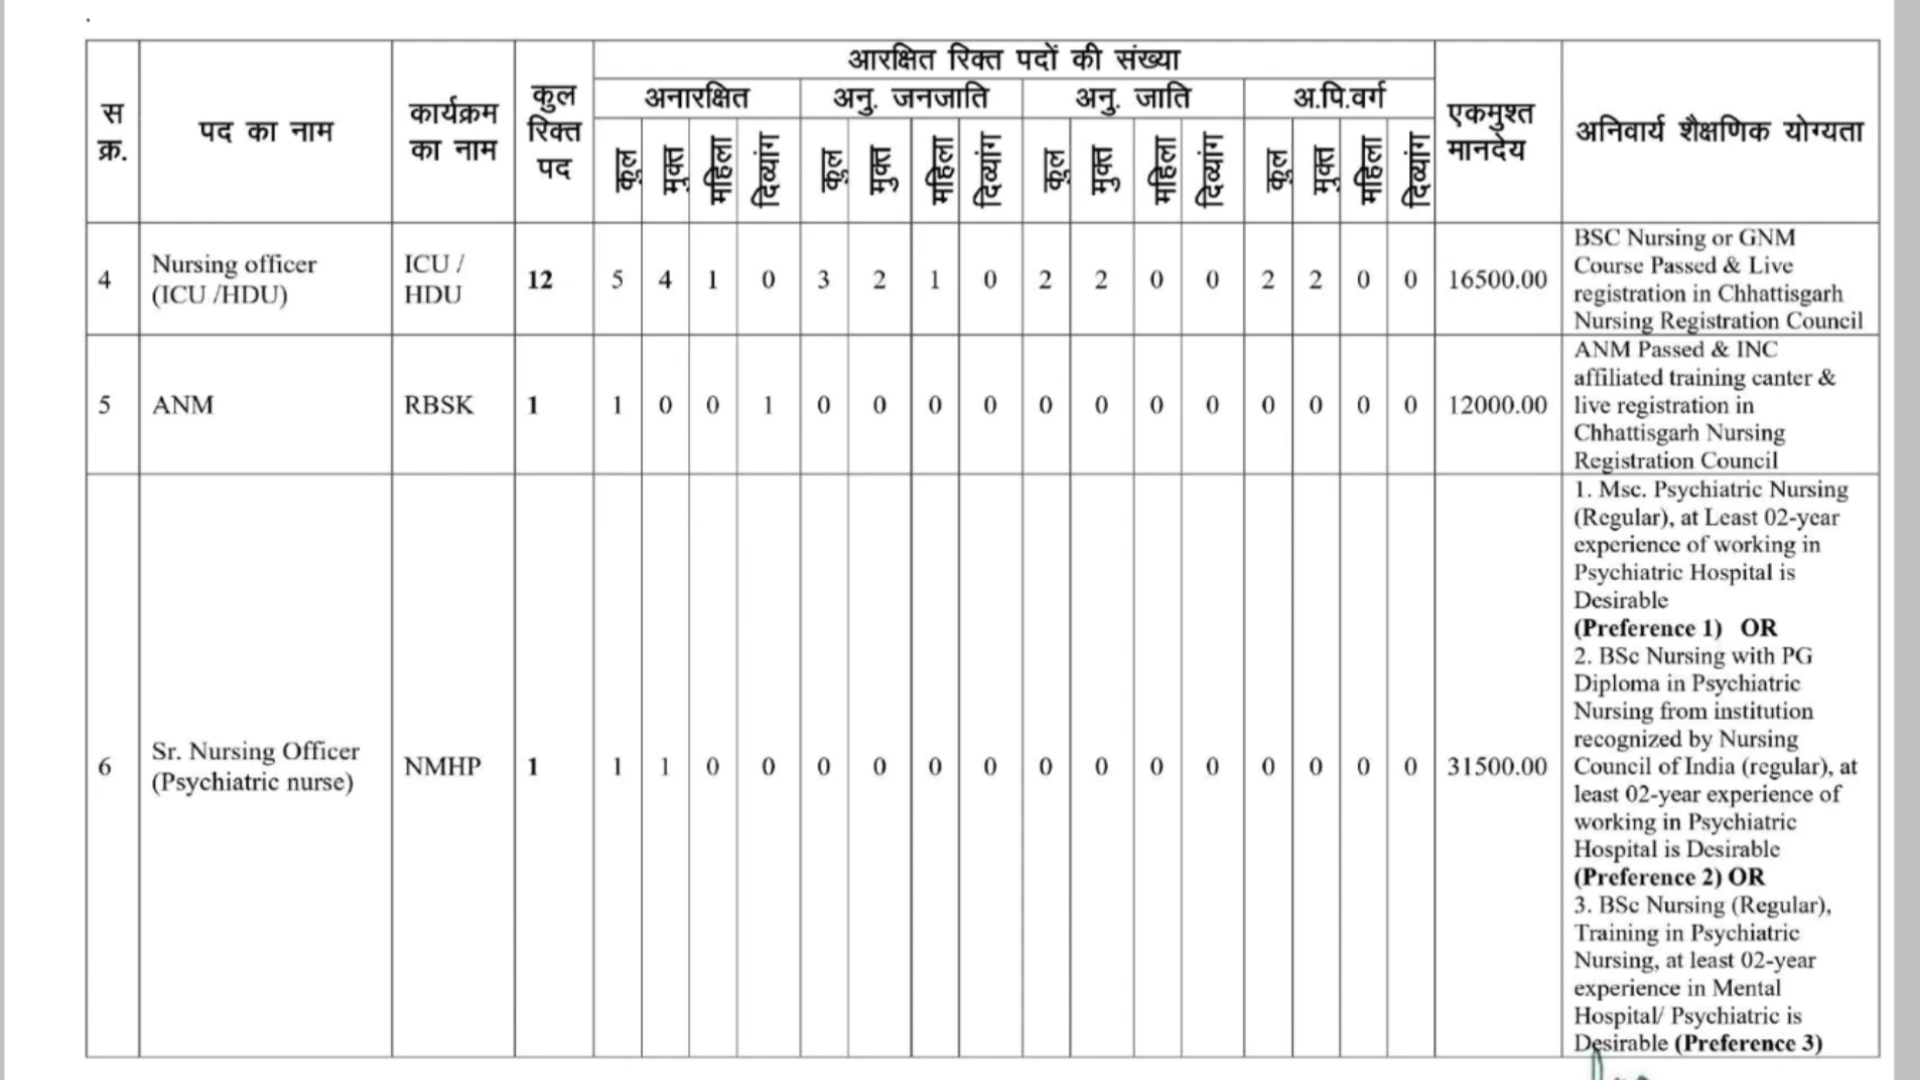 आरक्षित रिक्त पदों की संख्या
स क्र. पद का नाम कार्यक्रम का नाम कुल रिक्त पद अनारक्षित अनु. जनजाति अनु. जाति अ.पि.वर्ग एकमुश्त मानदेय अनिवार्य शैक्षणिक योग्यता
कुल मुक्त महिला दिव्यांग कुल मुक्त महिला दिव्यांग कुल मुक्त महिला दिव्यांग कुल मुक्त महिला दिव्यांग
4 Nursing officer (ICU /HDU) ICU / HDU 12 5 4 1 0 3 2 1 0 2 2 0 0 2 2 0 0 16500.00
BSC Nursing or GNM
Course Passed & Live
registration in Chhattisgarh
Nursing Registration Council
5 ANM RBSK 1 1 0 0 1 0 0 0 0 0 0 0 0 0 0 0 0 12000.00
ANM Passed & INC
affiliated training canter &
live registration in
Chhattisgarh Nursing
Registration Council
6 Sr. Nursing Officer (Psychiatric nurse) NMHP 1 1 1 0 0 0 0 0 0 0 0 0 0 0 0 0 0 31500.00
1. Msc. Psychiatric Nursing
(Regular), at Least 02-year
experience of working in
Psychiatric Hospital is
Desirable
(Preference 1) OR
2. BSc Nursing with PG
Diploma in Psychiatric
Nursing from institution
recognized by Nursing
Council of India (regular), at
least 02-year experience of
working in Psychiatric
Hospital is Desirable
(Preference 2) OR
3. BSc Nursing (Regular),
Training in Psychiatric
Nursing, at least 02-year
experience in Mental
Hospital/ Psychiatric is
Desirable (Preference 3)